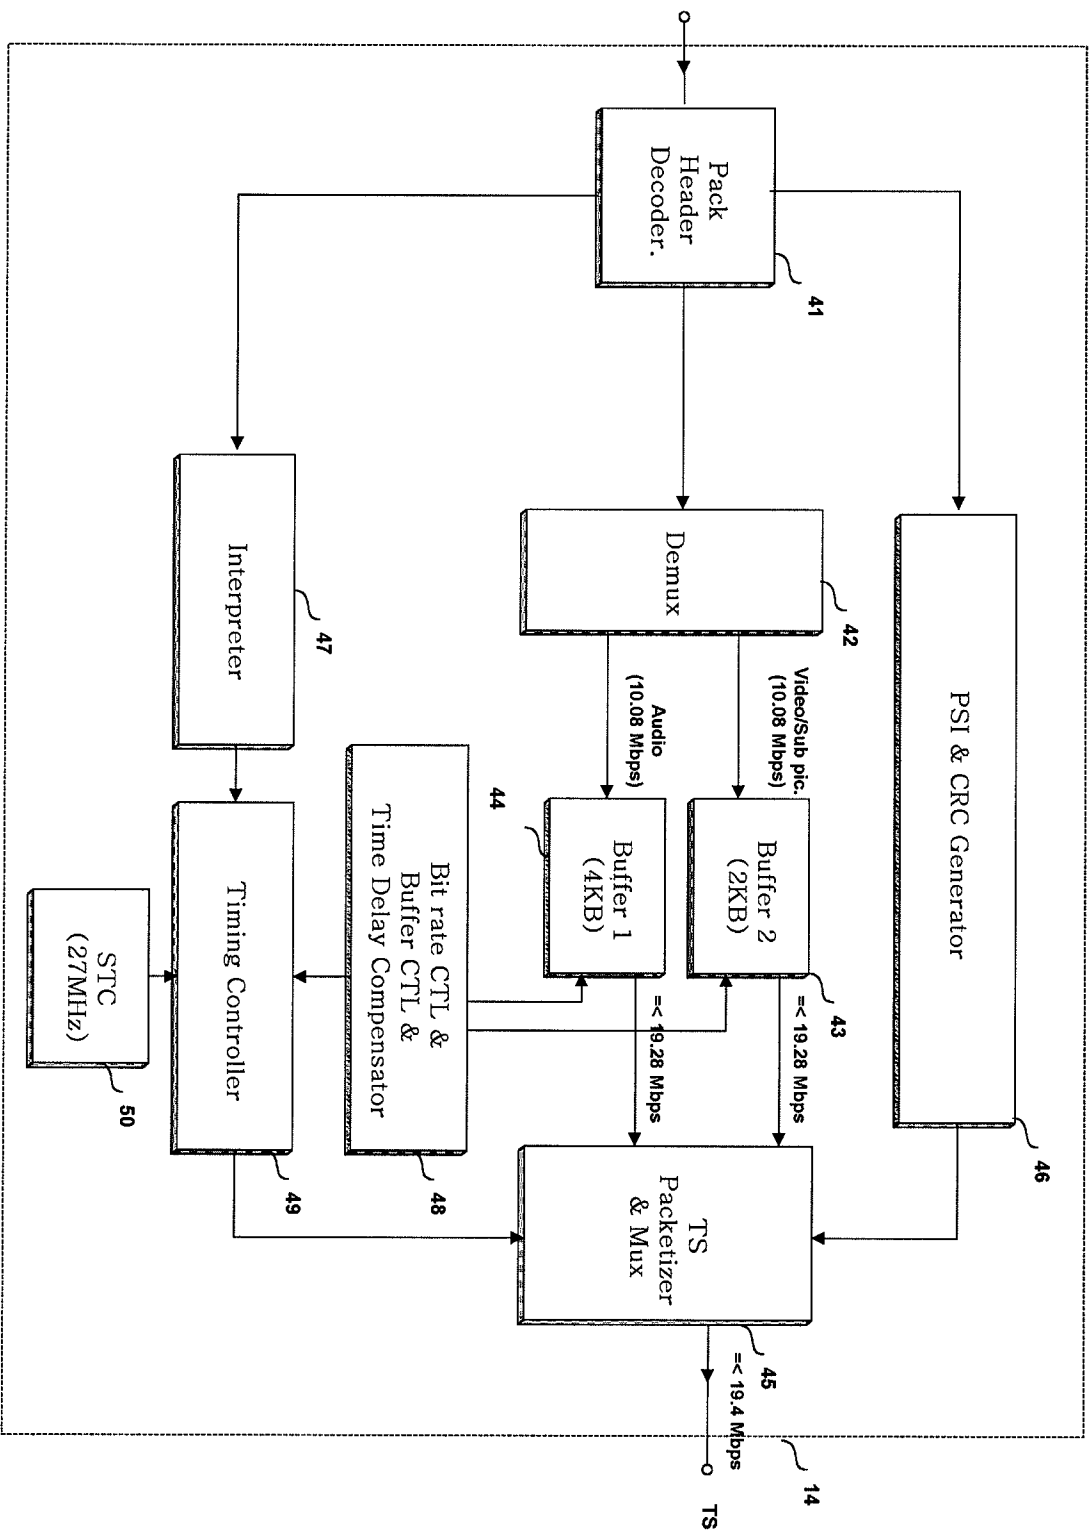 Pack
Header
Decoder.
41
PSI & CRC Generator
46
Demux
42
Video/Sub pic.
(10.08 Mbps)
Audio
(10.08 Mbps)
Buffer 2
(2KB)
43
=< 19.28 Mbps
Buffer 1
(4KB)
44
=< 19.28 Mbps
TS
Packetizer
& Mux
45
=< 19.4 Mbps
TS
14
Bit rate CTL &
Buffer CTL &
Time Delay Compensator
48
Interpreter
47
Timing Controller
49
STC
(27MHz)
50